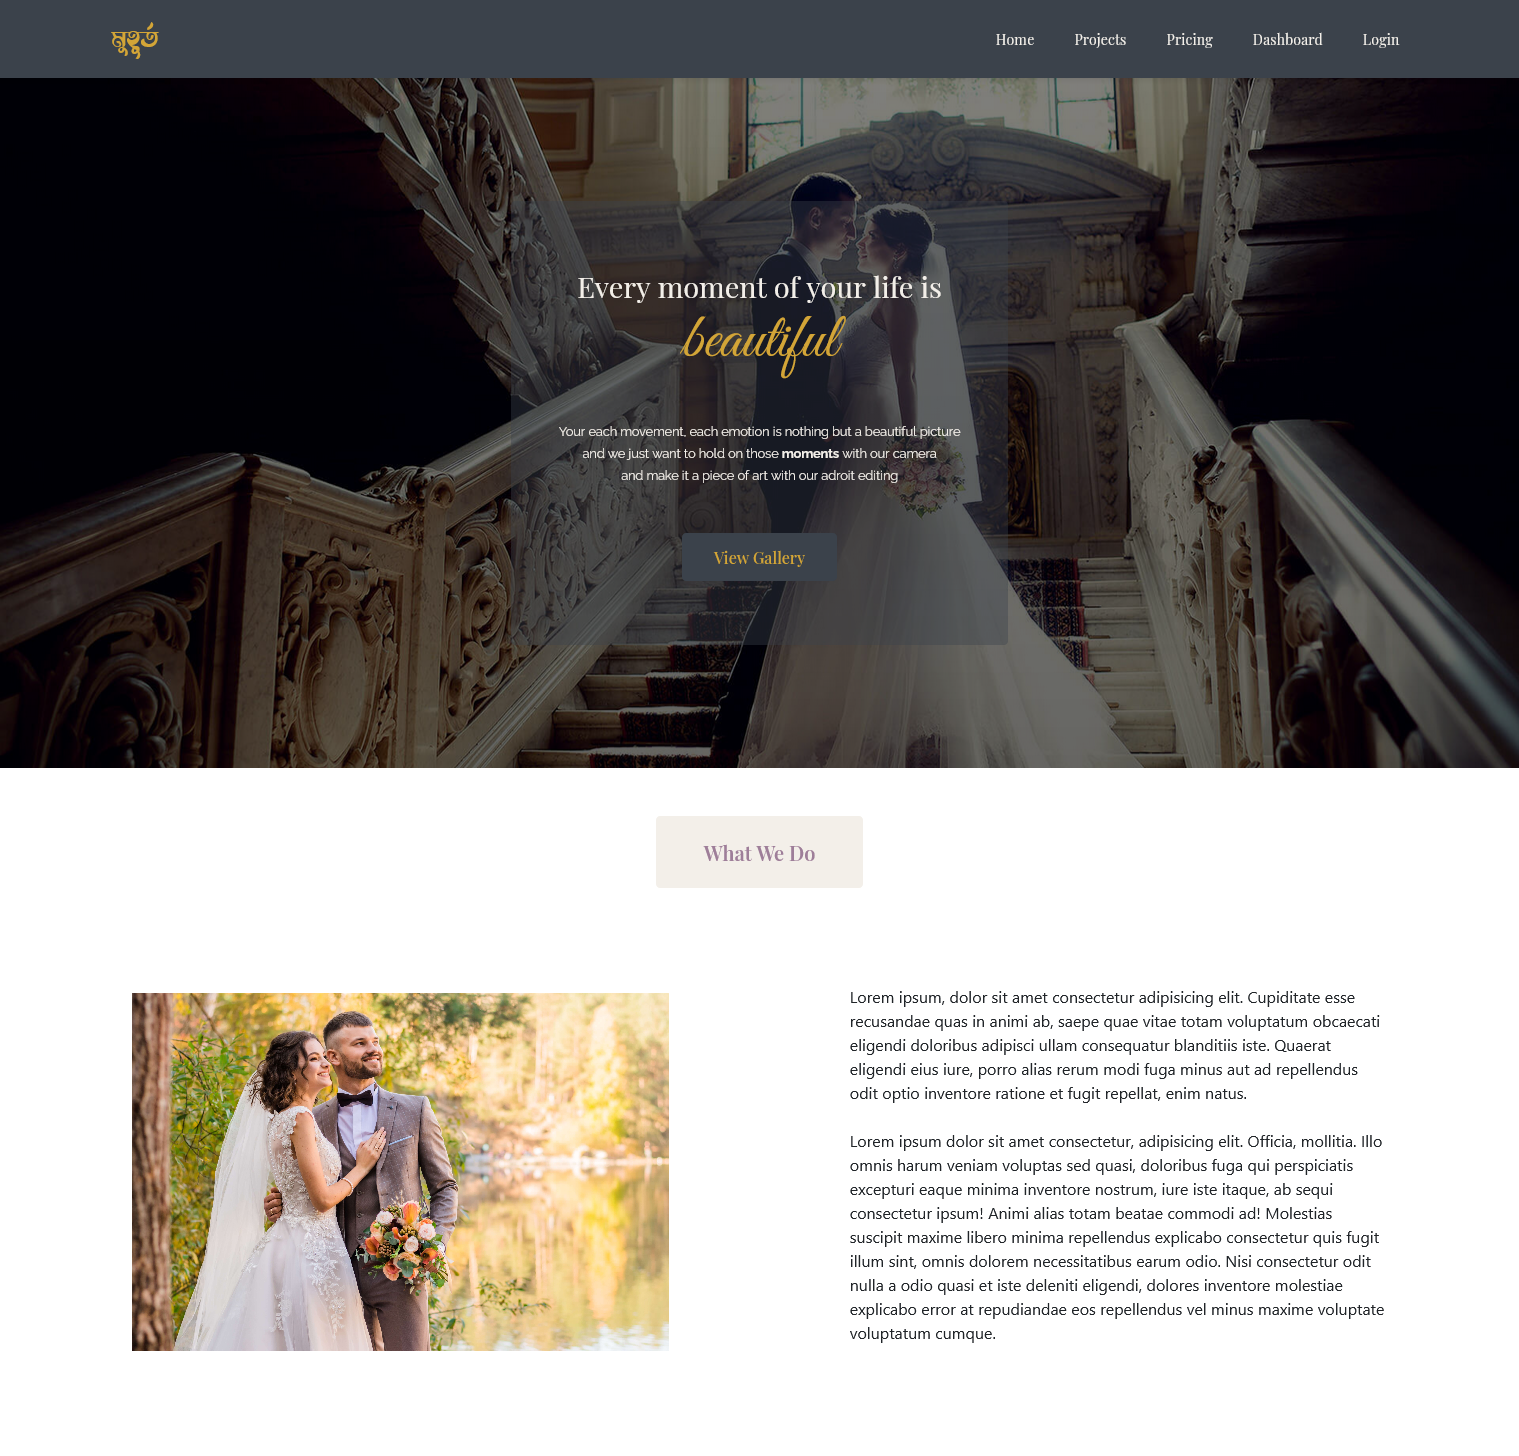 মুহূর্ত
Home Projects Pricing Dashboard Login
Every moment of your life is
beautiful
Your each movement, each emotion is nothing but a beautiful picture
and we just want to hold on those moments with our camera
and make it a piece of art with our adroit editing
View Gallery
What We Do
Lorem ipsum, dolor sit amet consectetur adipisicing elit. Cupiditate esse
recusandae quas in animi ab, saepe quae vitae totam voluptatum obcaecati
eligendi doloribus adipisci ullam consequatur blanditiis iste. Quaerat
eligendi eius iure, porro alias rerum modi fuga minus aut ad repellendus
odit optio inventore ratione et fugit repellat, enim natus.
Lorem ipsum dolor sit amet consectetur, adipisicing elit. Officia, mollitia. Illo
omnis harum veniam voluptas sed quasi, doloribus fuga qui perspiciatis
excepturi eaque minima inventore nostrum, iure iste itaque, ab sequi
consectetur ipsum! Animi alias totam beatae commodi ad! Molestias
suscipit maxime libero minima repellendus explicabo consectetur quis fugit
illum sint, omnis dolorem necessitatibus earum odio. Nisi consectetur odit
nulla a odio quasi et iste deleniti eligendi, dolores inventore molestiae
explicabo error at repudiandae eos repellendus vel minus maxime voluptate
voluptatum cumque.